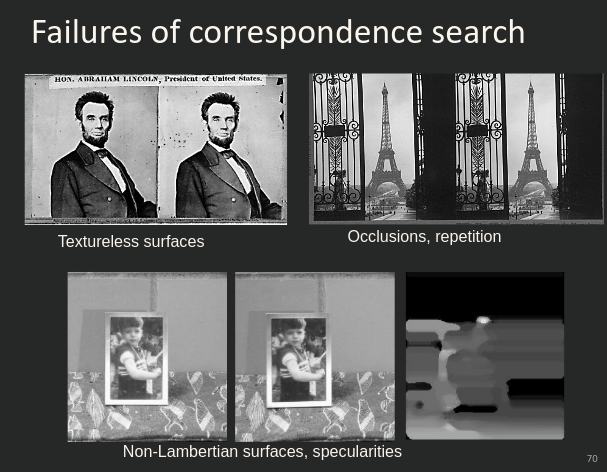 Failures of correspondence search
HON. ABRAHAM LINCOLN, President of United States.
Textureless surfaces
Occlusions, repetition
Non-Lambertian surfaces, specularities
70